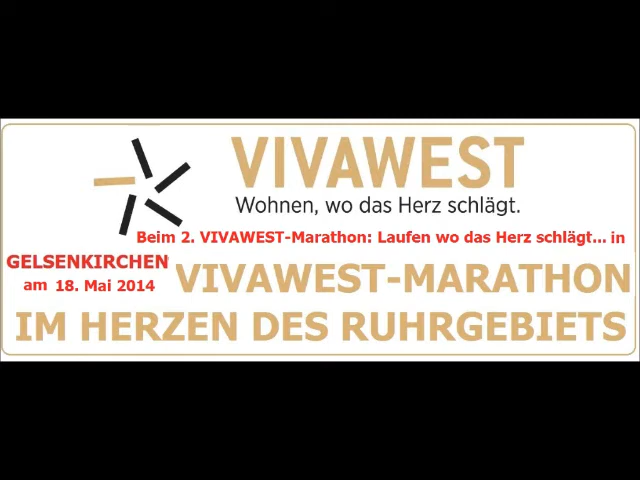 VIVAWEST
Wohnen, wo das Herz schlägt.
Beim 2. VIVAWEST-Marathon: Laufen wo das Herz schlägt... in
GELSENKIRCHEN
am 18. Mai 2014
VIVAWEST-MARATHON
IM HERZEN DES RUHRGEBIETS